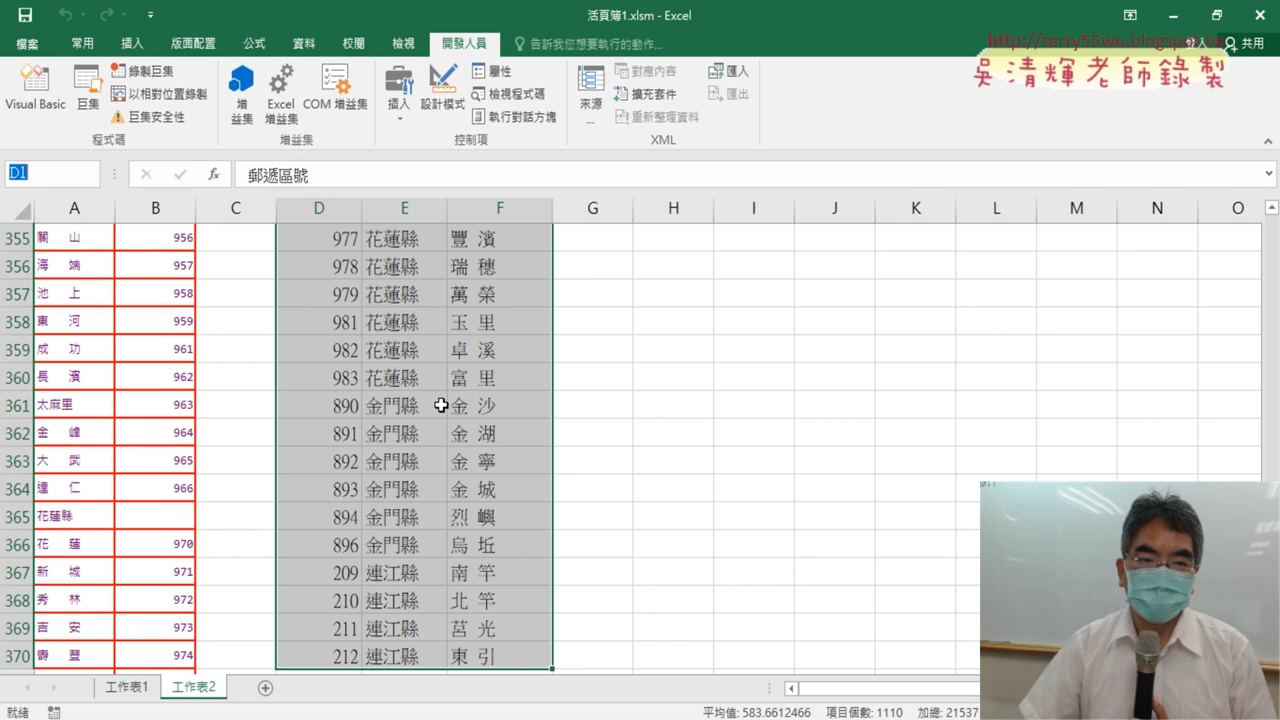 活頁簿1.xlsm - Excel
檔案 常用 插入 版面配置 公式 資料 校閱 檢視 開發人員 告訴我您想要執行的動作... 登入 共用
http://terry55wu.blogspot.tw
吳清輝老師錄製
Visual Basic 巨集 錄製巨集 以相對位置錄製 巨集安全性 程式碼
增益集 Excel 增益集 COM 增益集 增益集
插入 設計模式 屬性 檢視程式碼 執行對話方塊 控制項
來源... 對應內容 擴充套件 重新整理資料 匯入 匯出 XML
D1 fx 郵遞區號
A B C D E F G H I J K L M N O
355 關 山 956 977 花蓮縣 豐 濱
356 海 端 957 978 花蓮縣 瑞 穗
357 池 上 958 979 花蓮縣 萬 榮
358 東 河 959 981 花蓮縣 玉 里
359 成 功 961 982 花蓮縣 卓 溪
360 長 濱 962 983 花蓮縣 富 里
361 太麻里 963 890 金門縣 金 沙
362 金 峰 964 891 金門縣 金 湖
363 大 武 965 892 金門縣 金 寧
364 達 仁 966 893 金門縣 金 城
365 花蓮縣 894 金門縣 烈 嶼
366 花 蓮 970 896 金門縣 烏 坵
367 新 城 971 209 連江縣 南 竿
368 秀 林 972 210 連江縣 北 竿
369 吉 安 973 211 連江縣 莒 光
370 壽 豐 974 212 連江縣 東 引
工作表1 工作表2
就緒 平均值: 583.6612466 項目個數: 1110 加總: 21537